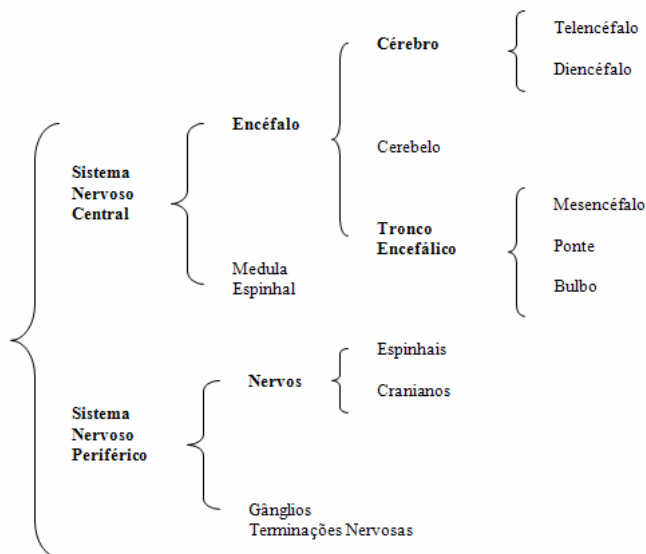 Telencéfalo
Cérebro
Diencéfalo
Encéfalo
Cerebelo
Sistema
Nervoso
Central
Mesencéfalo
Tronco
Encefálico
Ponte
Medula
Espinhal
Bulbo
Espinhais
Nervos
Cranianos
Sistema
Nervoso
Periférico
Gânglios
Terminações Nervosas